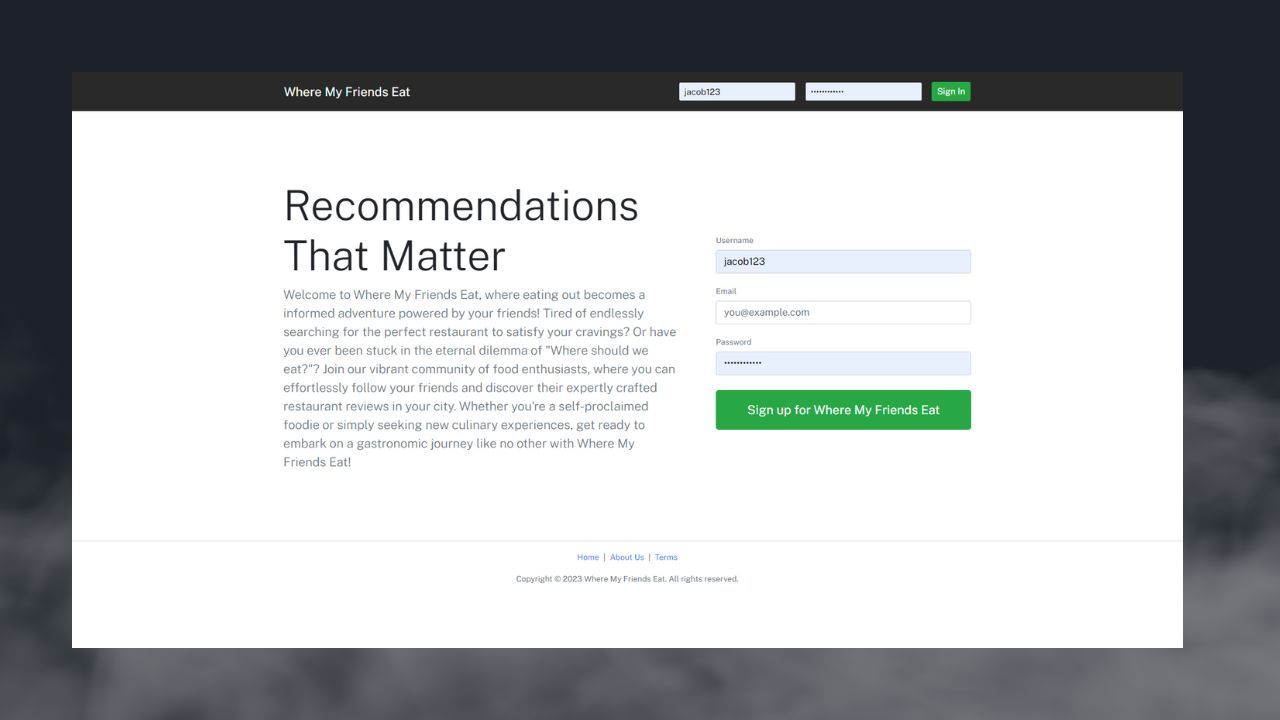 Where My Friends Eat
jacob123
••••••••••••
Sign In
Recommendations
That Matter
Welcome to Where My Friends Eat, where eating out becomes a
informed adventure powered by your friends! Tired of endlessly
searching for the perfect restaurant to satisfy your cravings? Or have
you ever been stuck in the eternal dilemma of "Where should we
eat?"? Join our vibrant community of food enthusiasts, where you can
effortlessly follow your friends and discover their expertly crafted
restaurant reviews in your city. Whether you're a self-proclaimed
foodie or simply seeking new culinary experiences, get ready to
embark on a gastronomic journey like no other with Where My
Friends Eat!
Username
jacob123
Email
you@example.com
Password
••••••••••••
Sign up for Where My Friends Eat
Home | About Us | Terms
Copyright © 2023 Where My Friends Eat. All rights reserved.